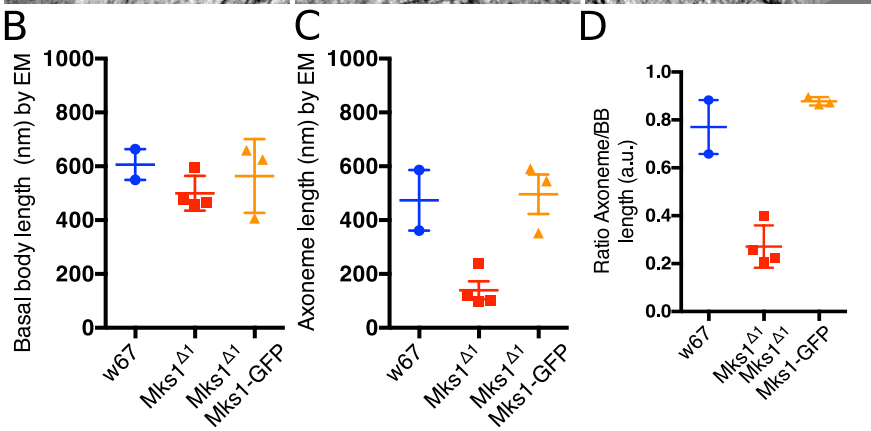 B
Basal body length (nm) by EM
1000
800
600
400
200
0
w67
Mks1Δ1
Mks1Δ1
Mks1-GFP
C
Axoneme length (nm) by EM
1000
800
600
400
200
0
w67
Mks1Δ1
Mks1Δ1
Mks1-GFP
D
Ratio Axoneme/BB
length (a.u.)
1.0
0.8
0.6
0.4
0.2
0.0
w67
Mks1Δ1
Mks1Δ1
Mks1-GFP